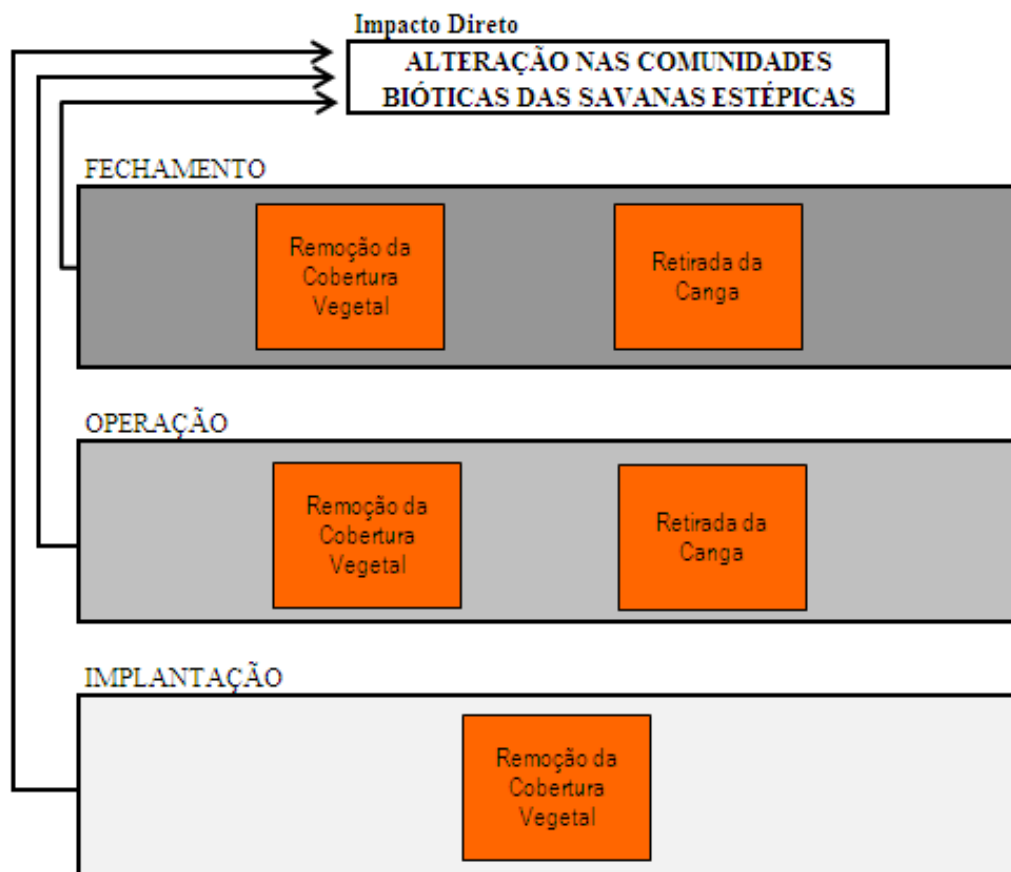 Impacto Direto
ALTERAÇÃO NAS COMUNIDADES
BIÓTICAS DAS SAVANAS ESTÉPICAS
FECHAMENTO
Remoção da
Cobertura
Vegetal
Retirada da
Canga
OPERAÇÃO
Remoção da
Cobertura
Vegetal
Retirada da
Canga
IMPLANTAÇÃO
Remoção da
Cobertura
Vegetal